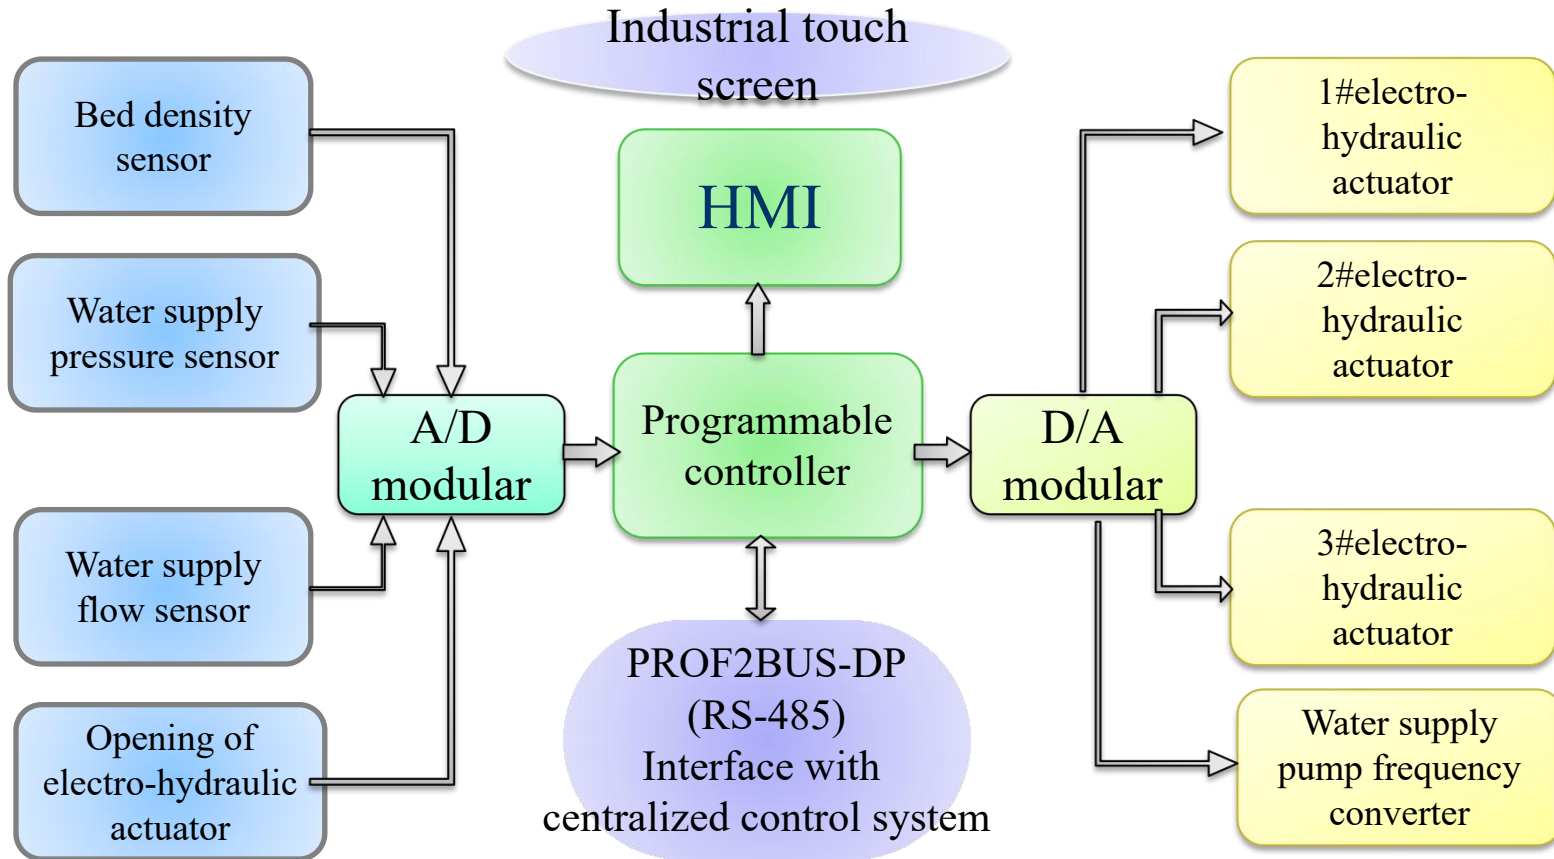 Industrial touch
screen
Bed density
sensor
Water supply
pressure sensor
Water supply
flow sensor
Opening of
electro-hydraulic
actuator
A/D
modular
HMI
Programmable
controller
PROF2BUS-DP
(RS-485)
Interface with
centralized control system
D/A
modular
1#electro-
hydraulic
actuator
2#electro-
hydraulic
actuator
3#electro-
hydraulic
actuator
Water supply
pump frequency
converter